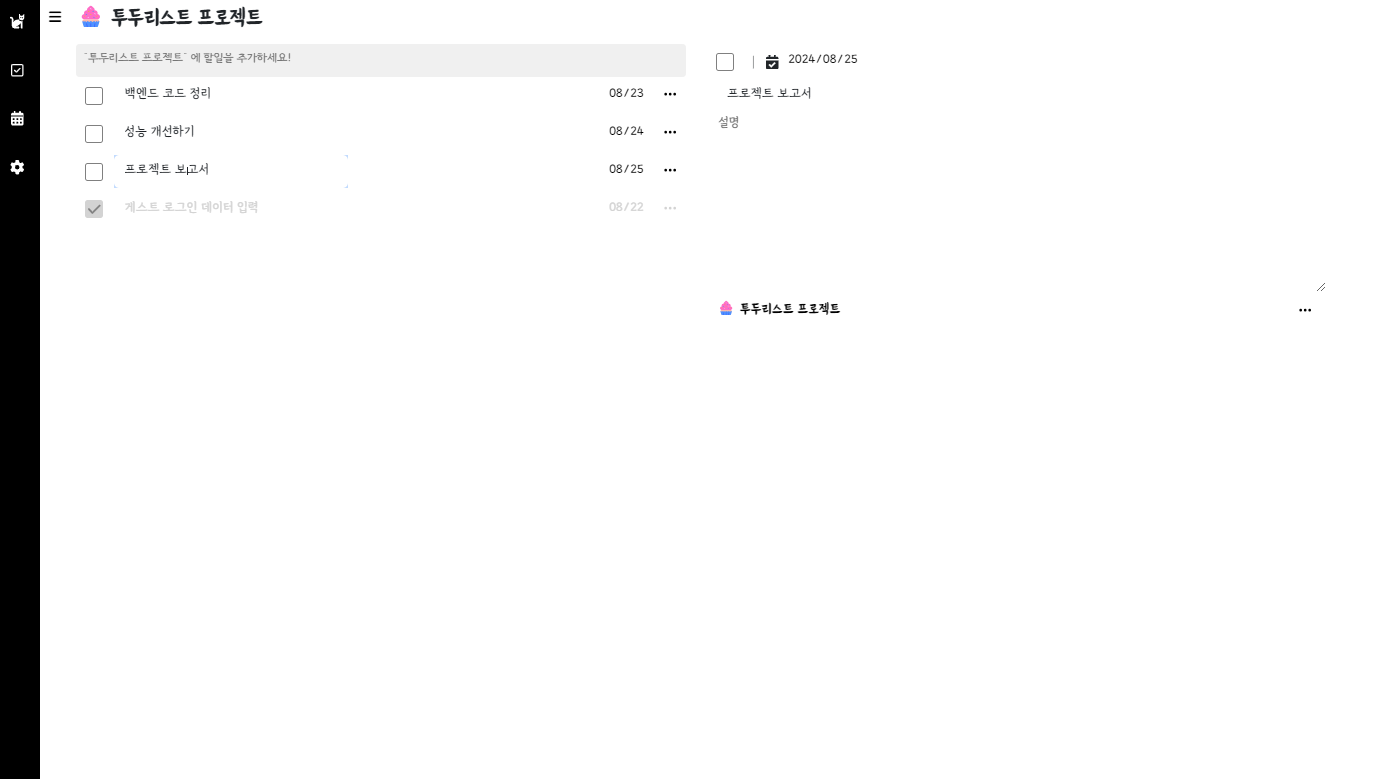 투두리스트 프로젝트
`투두리스트 프로젝트` 에 할일을 추가하세요!
백엔드 코드 정리 08/23
성능 개선하기 08/24
프로젝트 보고서 08/25
게스트 로그인 데이터 입력 08/22
2024/08/25
프로젝트 보고서
설명
투두리스트 프로젝트